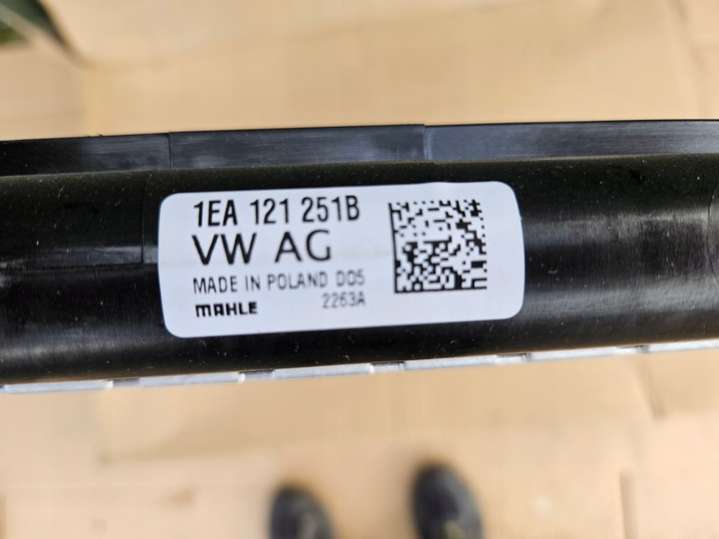 1EA 121 251B
VW AG
MADE IN POLAND D05
MAHLE 2263A